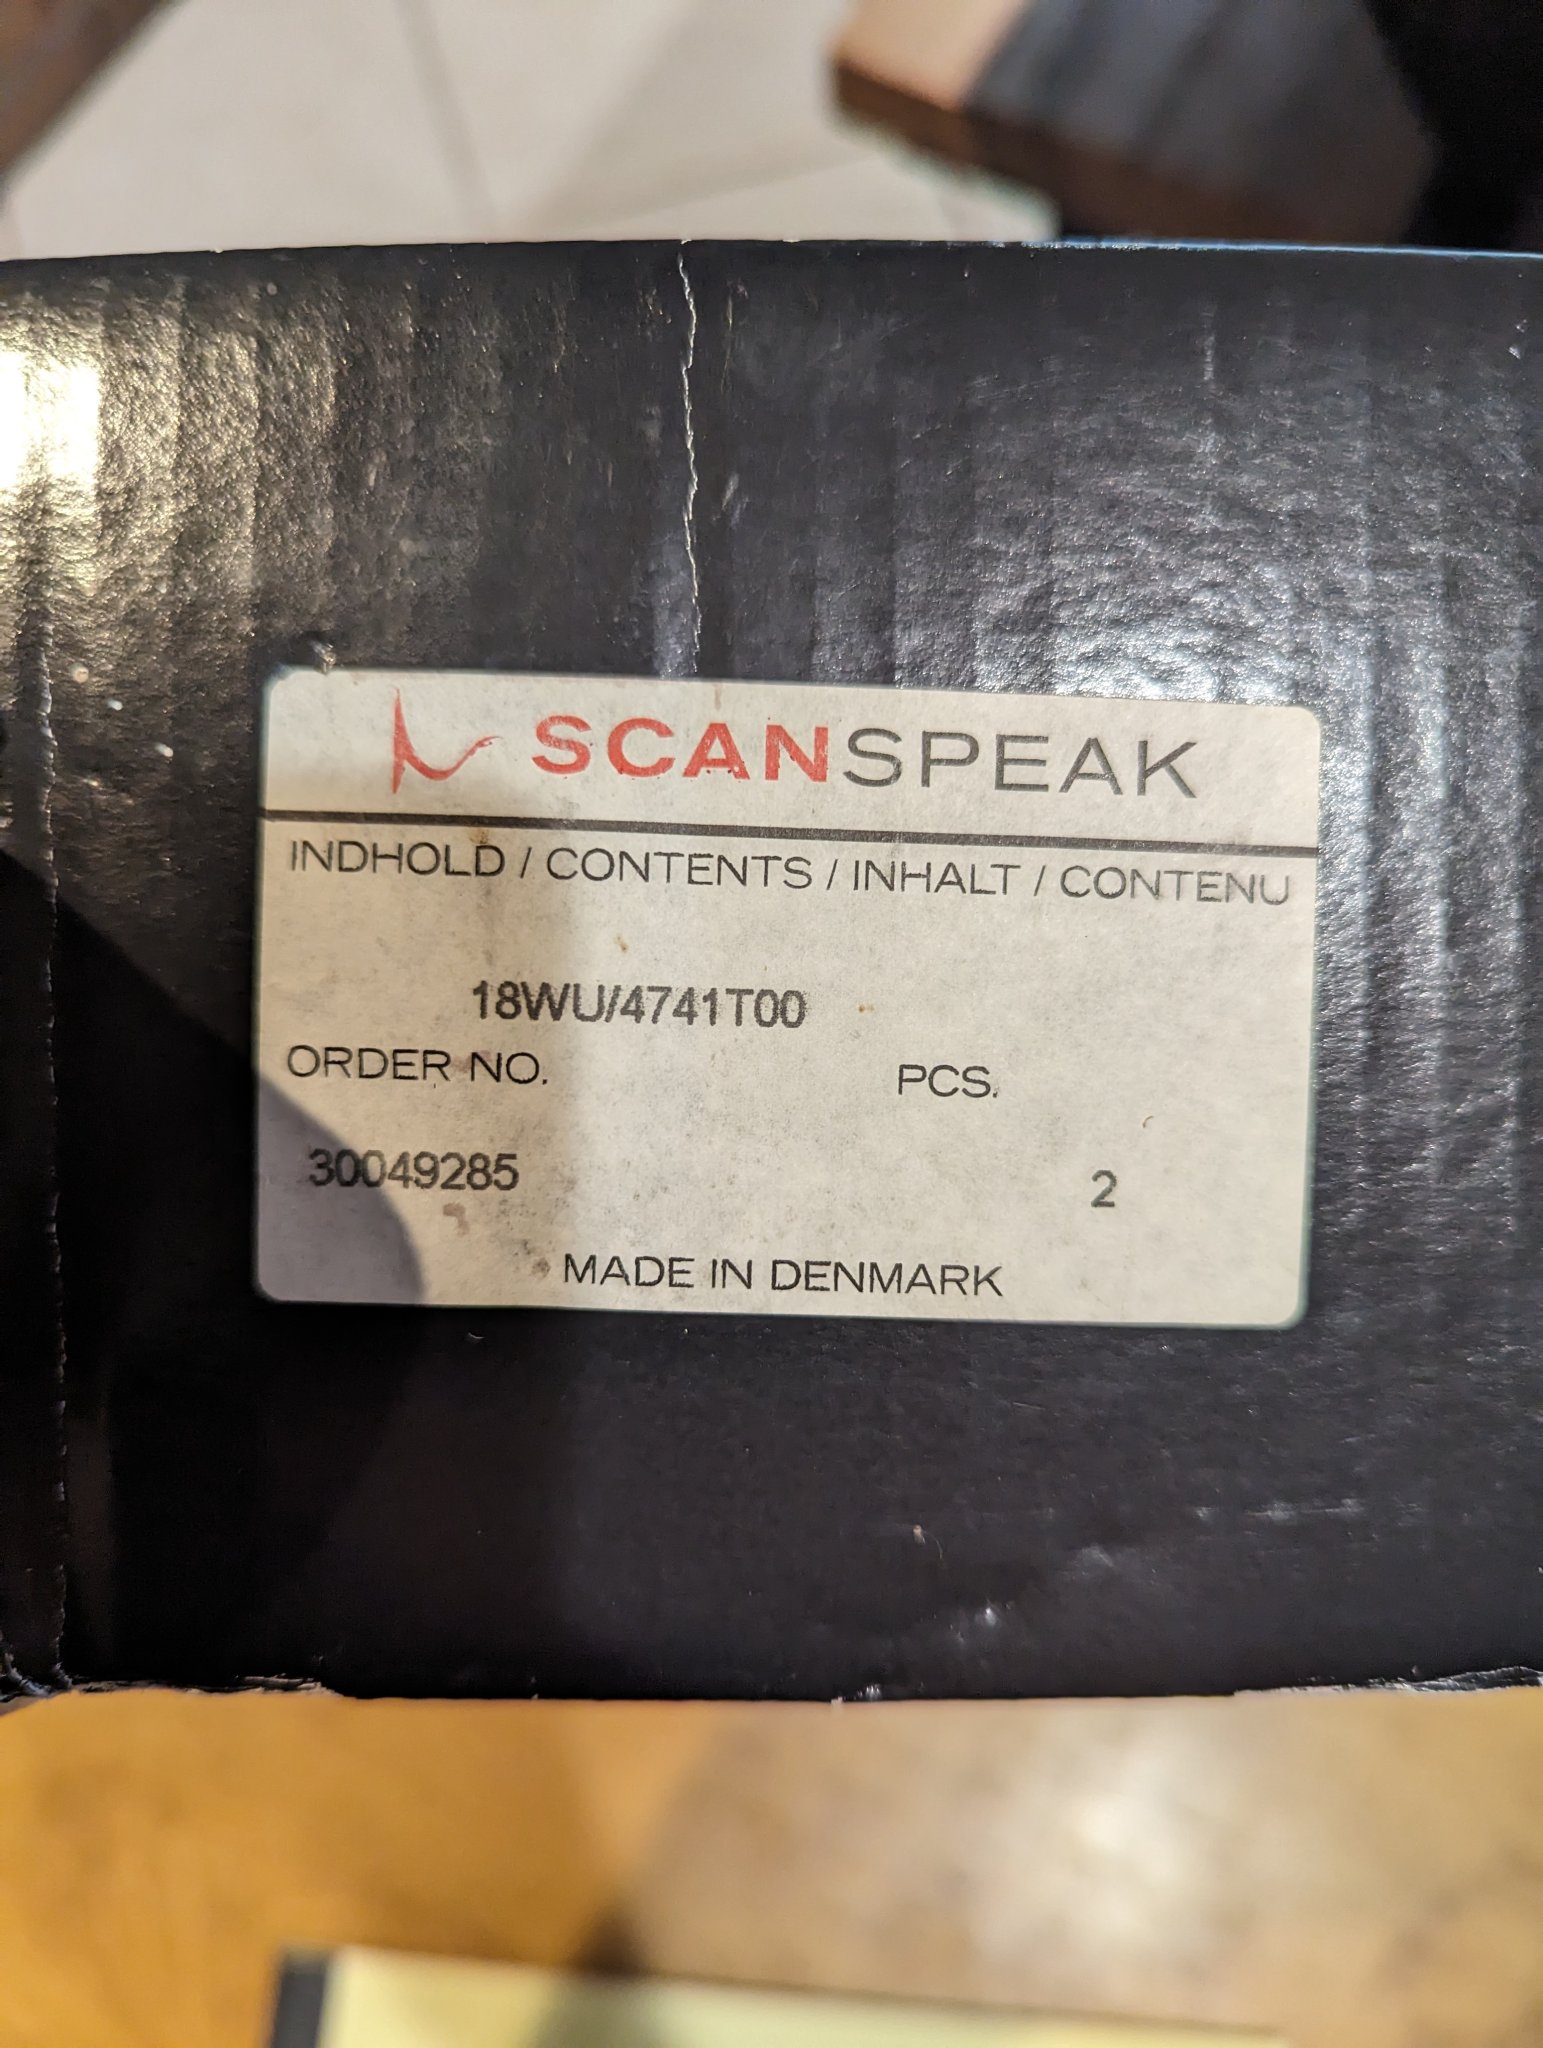 SCANSPEAK
INDHOLD / CONTENTS / INHALT / CONTENU
18WU/4741T00
ORDER NO. PCS.
30049285 2
MADE IN DENMARK